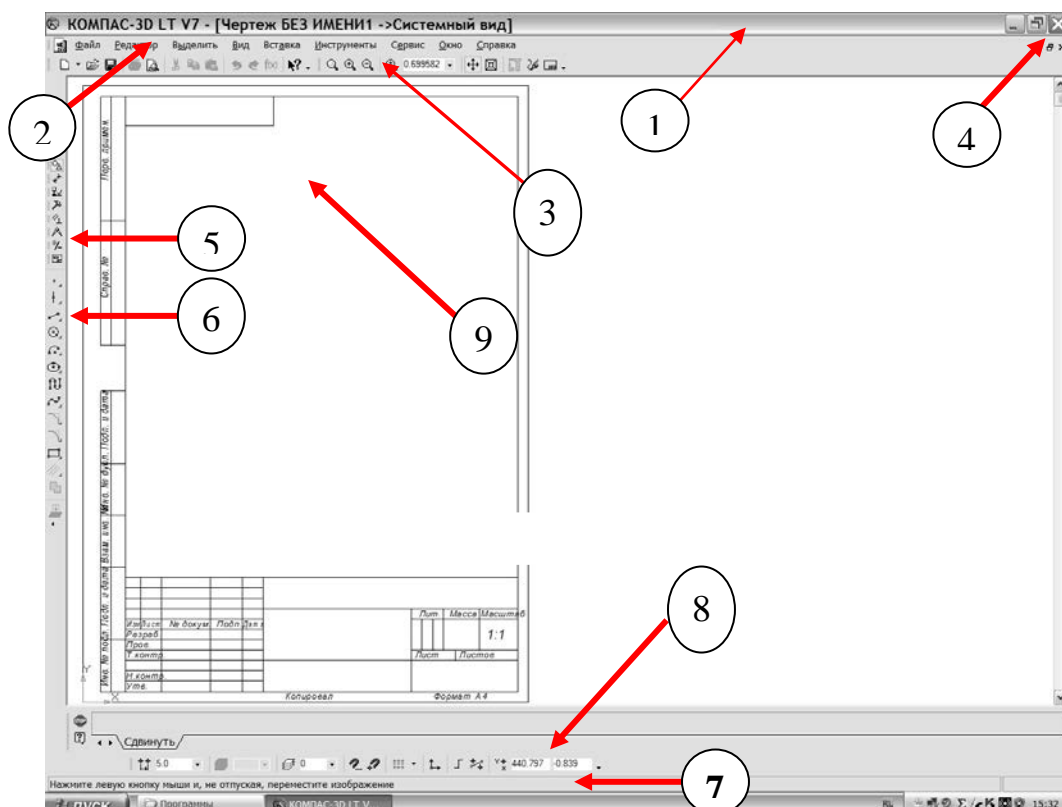 КОМПАС-3D LT V7 - [Чертеж БЕЗ ИМЕНИ1 ->Системный вид]
Файл Редактор Выделить Вид Вставка Инструменты Сервис Окно Справка
0.699582
2
1
4
3
5
6
9
8
7
Перв. примен.
Справ. №
Подп. и дата
Инв. № дубл.
Взам. инв. №
Подп. и дата
Инв. № подл.
Лит Масса Масштаб
Изм Лист № докум. Подп. Дата
Разраб
1:1
Пров.
Т.контр.
Лист Листов
Н.контр.
Утв.
Копировал Формат А4
Y
X
Сдвинуть
5.0 0 440.797 -0.839
Нажмите левую кнопку мыши и, не отпуская, переместите изображение
пуск Программы КОМПАС-3D LT V RU 15:32